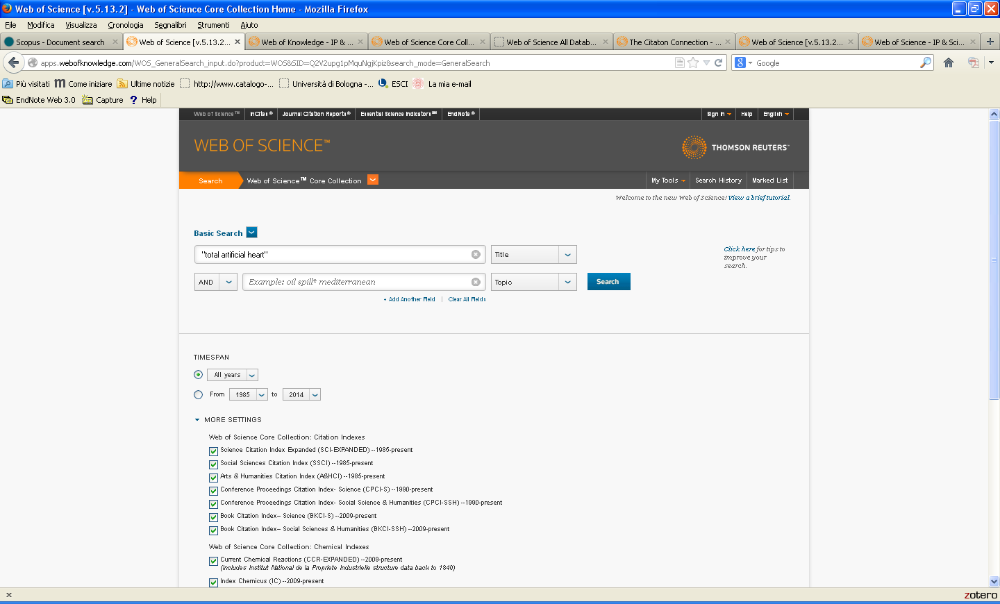 Web of Science [v.5.13.2] - Web of Science Core Collection Home - Mozilla Firefox
File Modifica Visualizza Cronologia Segnalibri Strumenti Aiuto
Scopus - Document search Web of Science [v.5.13.2... Web of Knowledge - IP & ... Web of Science Core Coll... Web of Science All Datab... The Citaton Connection - ... Web of Science [v.5.13.2... Web of Science - IP & Sci...
apps.webofknowledge.com/WOS_GeneralSearch_input.do?product=WOS&SID=Q2V2upg1pMquNgjKpiz&search_mode=GeneralSearch Google
Più visitati Come iniziare Ultime notizie http://www.catalogo-... Università di Bologna -... ESCI La mia e-mail
EndNote Web 3.0 Capture Help
Web of Science™ InCites® Journal Citation Reports® Essential Science Indicators℠ EndNote® Sign In Help English
WEB OF SCIENCE™ THOMSON REUTERS™
Search Web of Science™ Core Collection My Tools Search History Marked List
Welcome to the new Web of Science! View a brief tutorial.
Basic Search
"total artificial heart" Title
Click here for tips to
improve your
search.
AND Example: oil spill* mediterranean Topic Search
+ Add Another Field | Clear All Fields
TIMESPAN
All years
From 1985 to 2014
MORE SETTINGS
Web of Science Core Collection: Citation Indexes
Science Citation Index Expanded (SCI-EXPANDED) --1985-present
Social Sciences Citation Index (SSCI) --1985-present
Arts & Humanities Citation Index (A&HCI) --1985-present
Conference Proceedings Citation Index- Science (CPCI-S) --1990-present
Conference Proceedings Citation Index- Social Science & Humanities (CPCI-SSH) --1990-present
Book Citation Index– Science (BKCI-S) --2009-present
Book Citation Index– Social Sciences & Humanities (BKCI-SSH) --2009-present
Web of Science Core Collection: Chemical Indexes
Current Chemical Reactions (CCR-EXPANDED) --2009-present
(Includes Institut National de la Propriete Industrielle structure data back to 1840)
Index Chemicus (IC) --2009-present
zotero